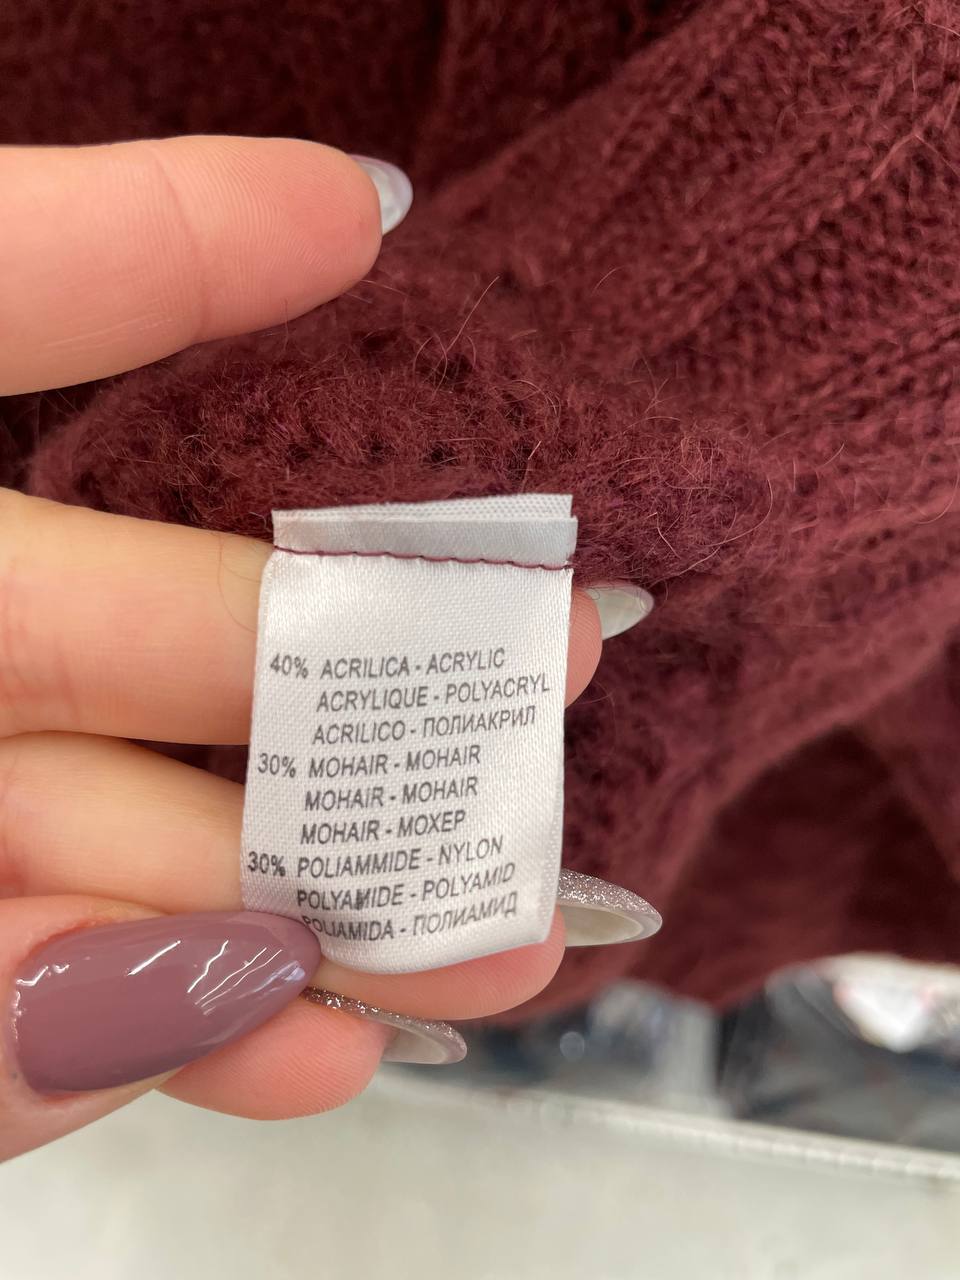 40% ACRILICA - ACRYLIC
ACRYLIQUE - POLYACRYL
ACRILICO - ПОЛИАКРИЛ
30% MOHAIR - MOHAIR
MOHAIR - MOHAIR
MOHAIR - МОХЕР
30% POLIAMMIDE - NYLON
POLYAMIDE - POLYAMID
POLIAMIDA - ПОЛИАМИД